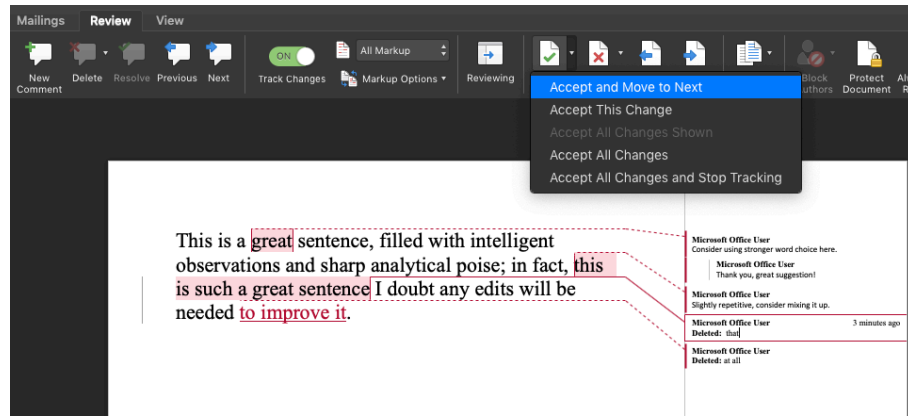 Mailings Review View
ON All Markup
New Comment Delete Resolve Previous Next Track Changes Markup Options Reviewing Block Authors Protect Document
Accept and Move to Next
Accept This Change
Accept All Changes Shown
Accept All Changes
Accept All Changes and Stop Tracking
This is a great sentence, filled with intelligent
observations and sharp analytical poise; in fact, this
is such a great sentence I doubt any edits will be
needed to improve it.
Microsoft Office User
Consider using stronger word choice here.
Microsoft Office User
Thank you, great suggestion!
Microsoft Office User
Slightly repetitive, consider mixing it up.
Microsoft Office User 3 minutes ago
Deleted: that
Microsoft Office User
Deleted: at all